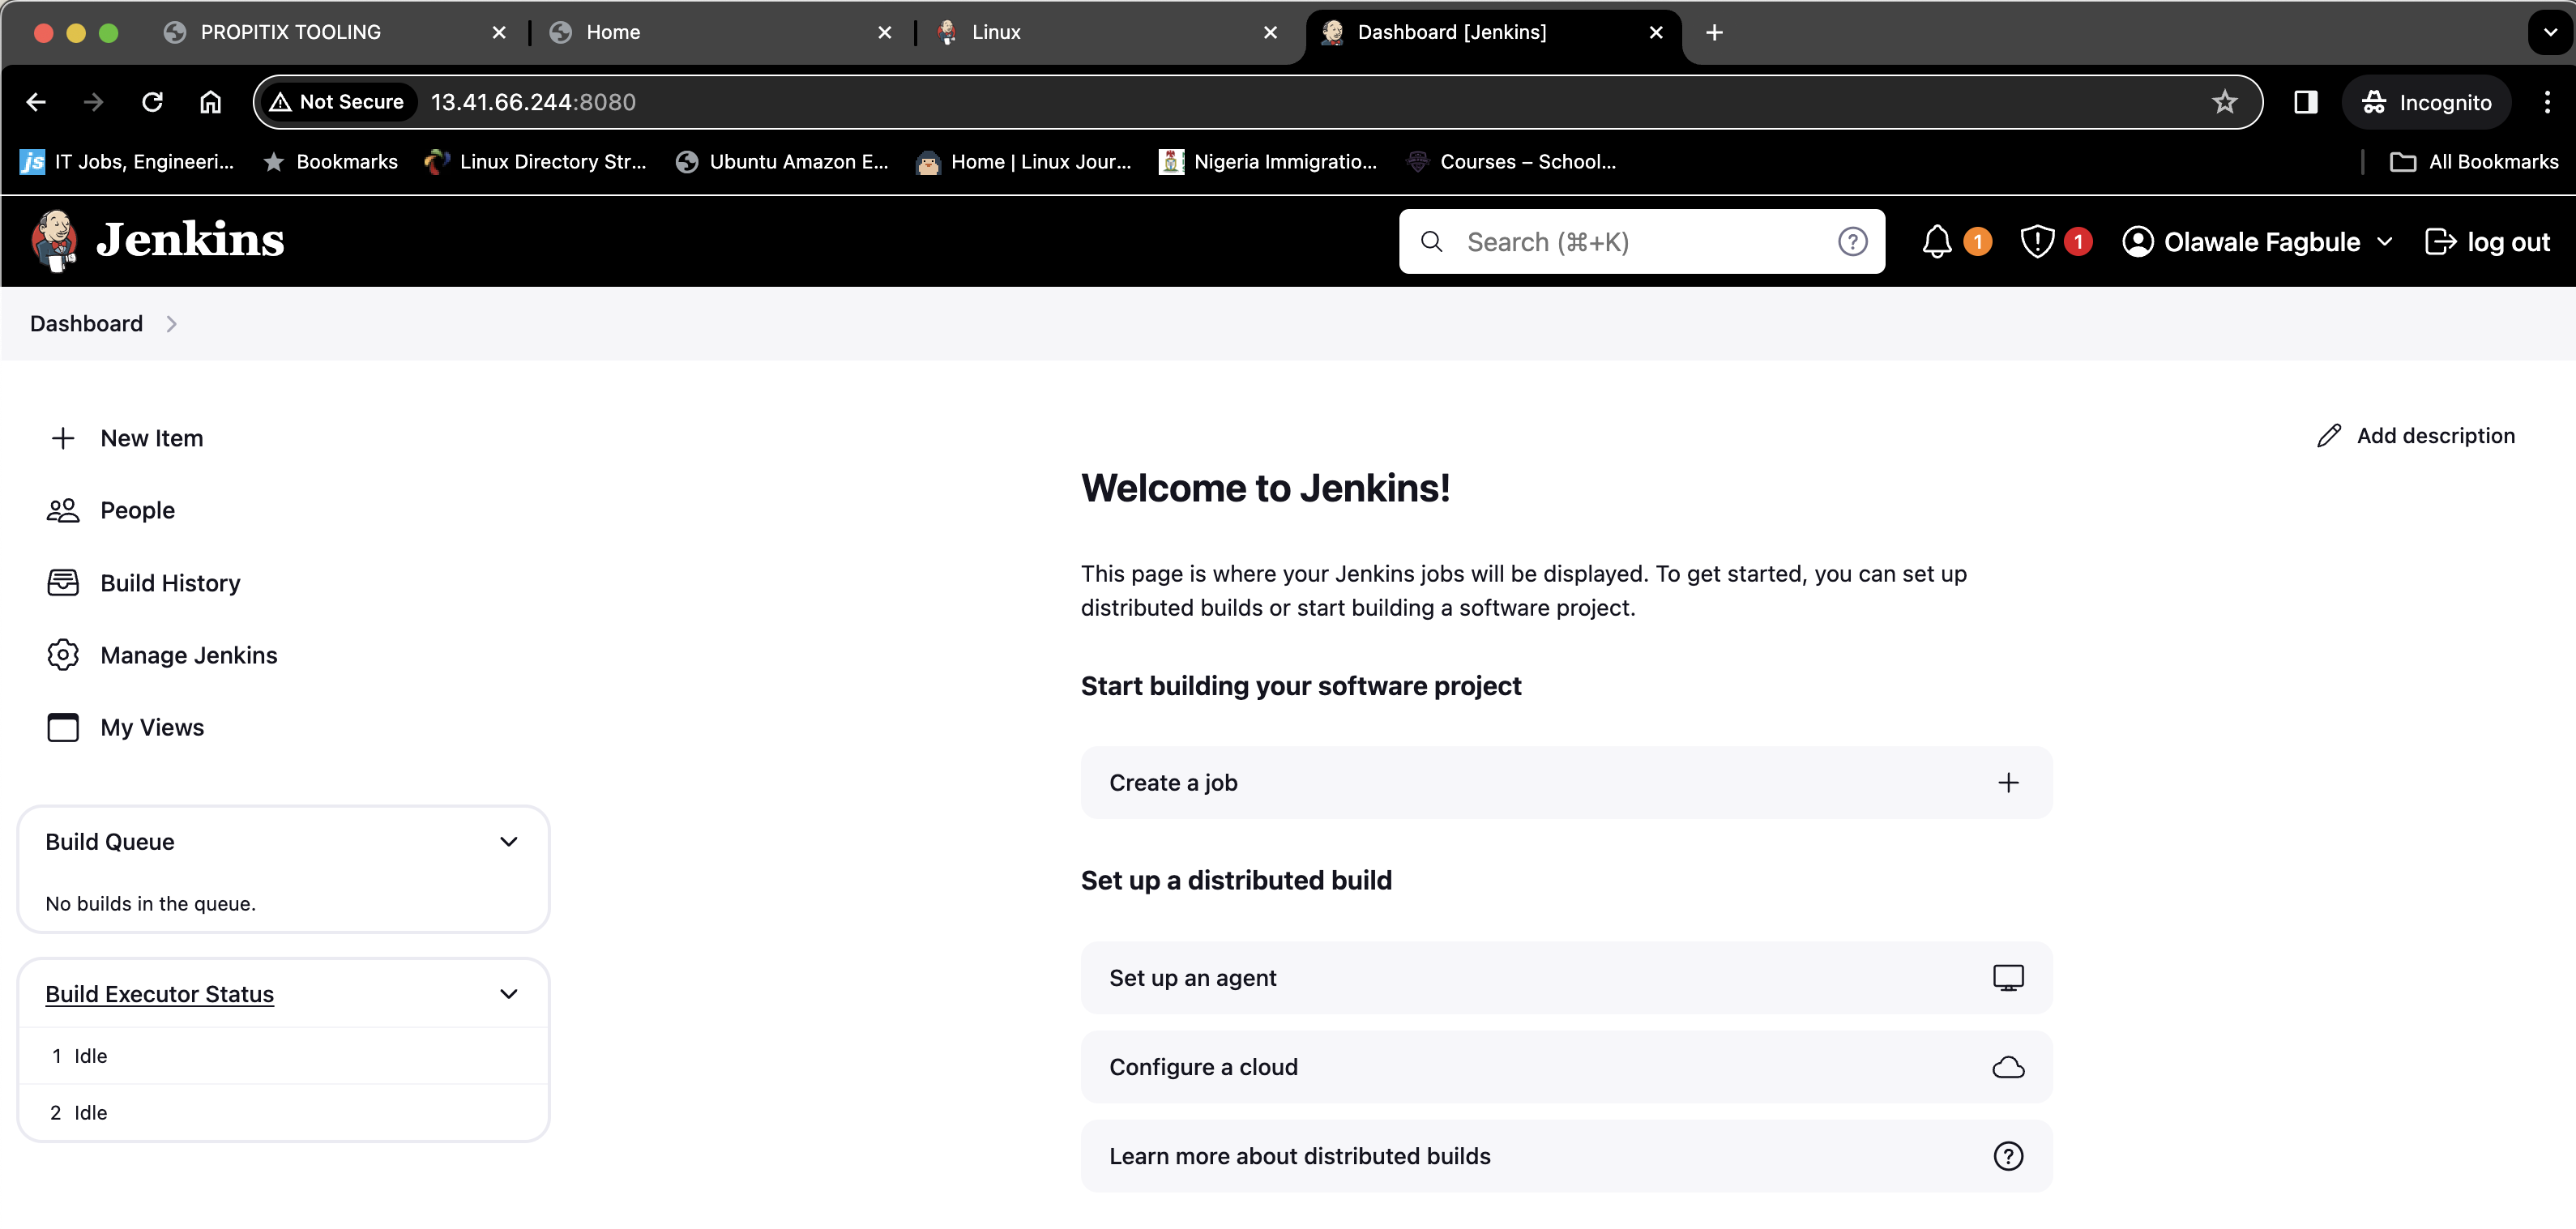 PROPITIX TOOLING
Home
Linux
Dashboard [Jenkins]
Not Secure 13.41.66.244:8080
Incognito
js IT Jobs, Engineeri...
Bookmarks
Linux Directory Str...
Ubuntu Amazon E...
Home | Linux Jour...
Nigeria Immigratio...
Courses – School...
All Bookmarks
Jenkins
Search (⌘+K)
1
1
Olawale Fagbule
log out
Dashboard
New Item
People
Build History
Manage Jenkins
My Views
Build Queue
No builds in the queue.
Build Executor Status
1 Idle
2 Idle
Add description
Welcome to Jenkins!
This page is where your Jenkins jobs will be displayed. To get started, you can set up
distributed builds or start building a software project.
Start building your software project
Create a job
Set up a distributed build
Set up an agent
Configure a cloud
Learn more about distributed builds